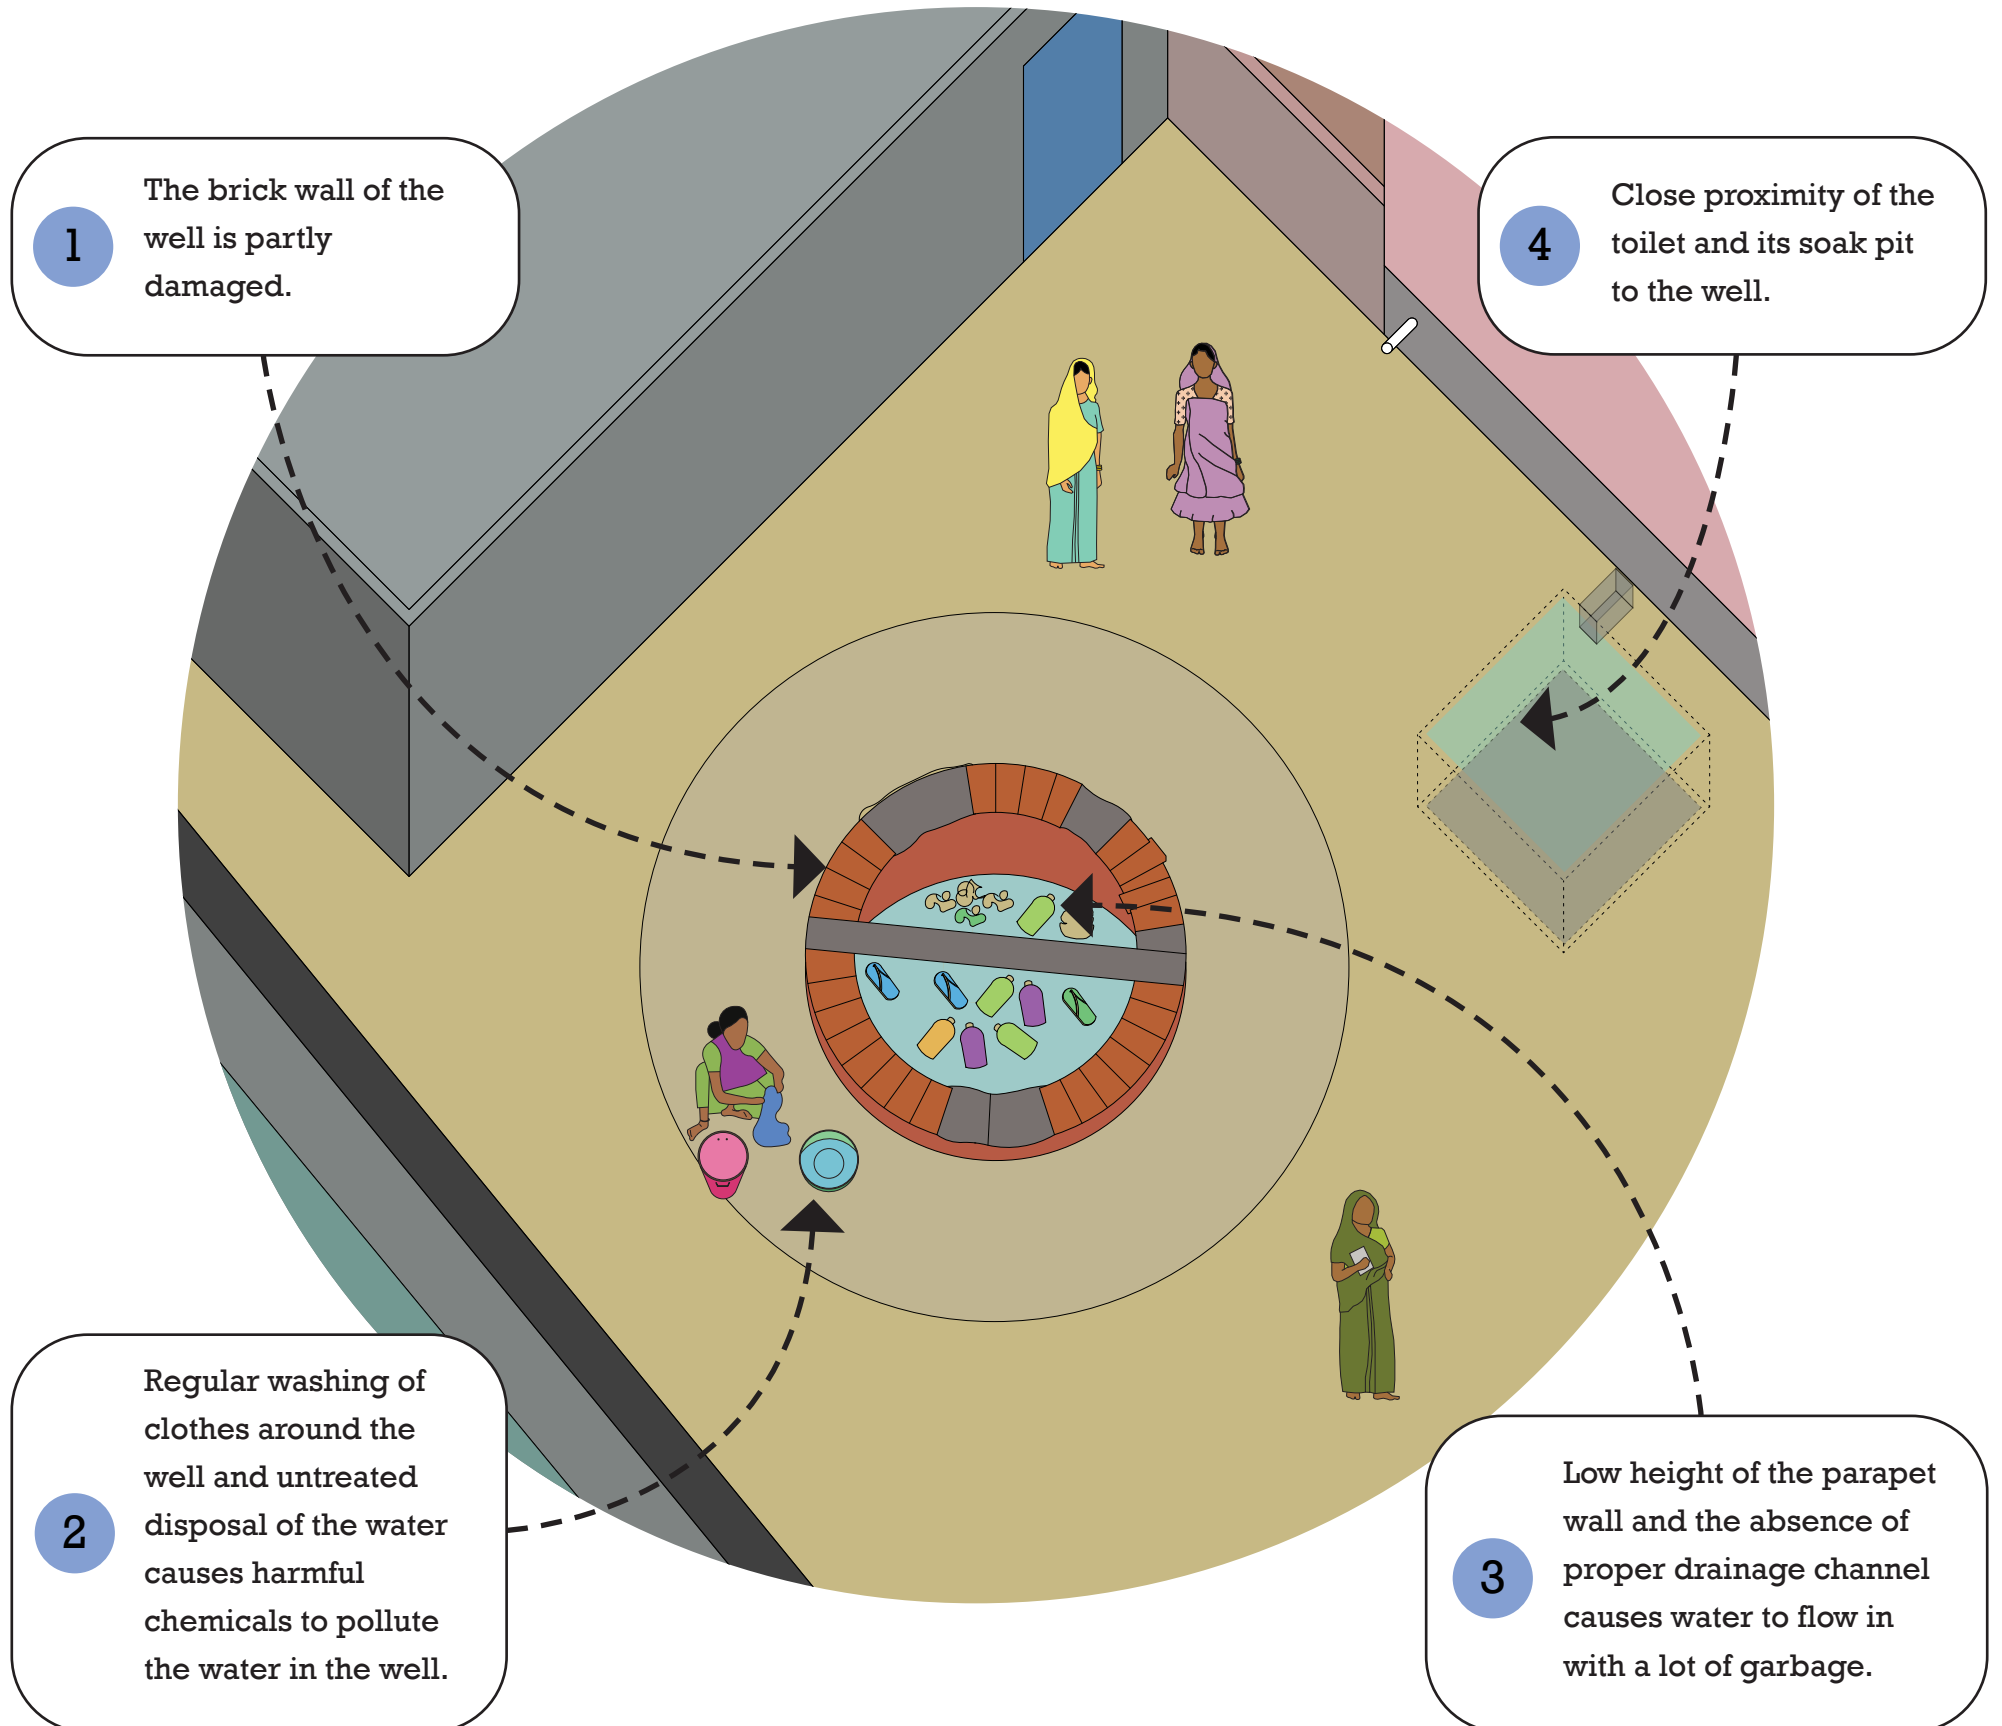 1
The brick wall of the
well is partly
damaged.
4
Close proximity of the
toilet and its soak pit
to the well.
2
Regular washing of
clothes around the
well and untreated
disposal of the water
causes harmful
chemicals to pollute
the water in the well.
3
Low height of the parapet
wall and the absence of
proper drainage channel
causes water to flow in
with a lot of garbage.